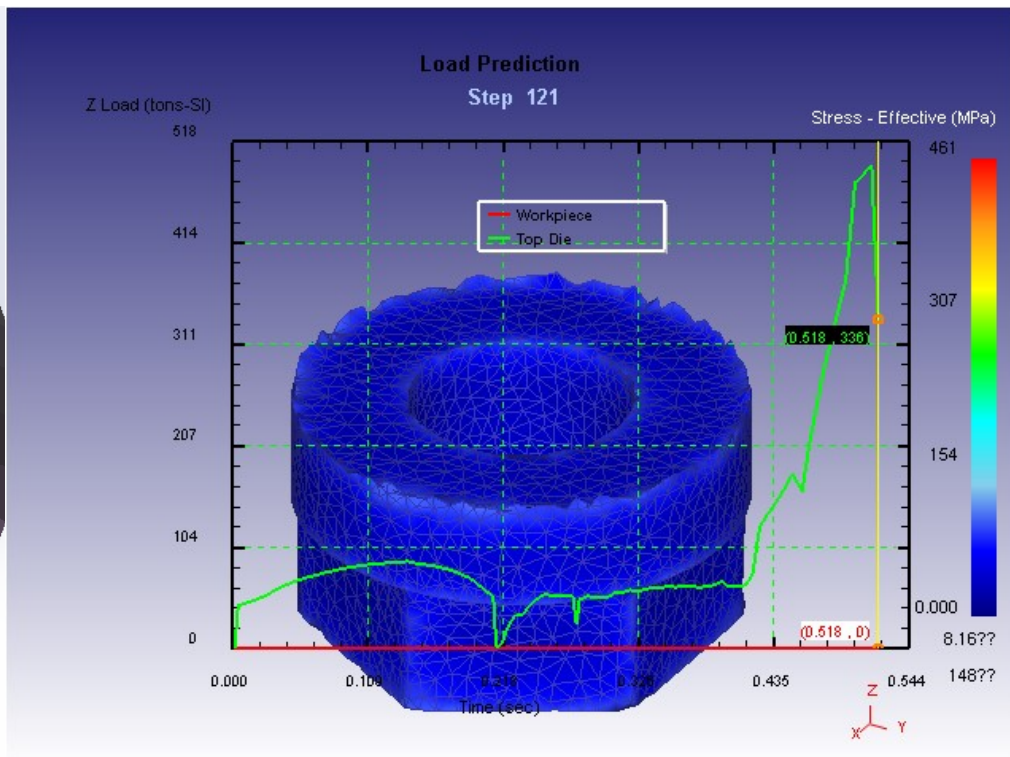 Load Prediction
Step 121
Z Load (tons-SI)
Stress - Effective (MPa)
518
461
Workpiece
Top Die
414
307
311
(0.518 , 336)
207
154
104
0.000
0
(0.518 , 0)
8.16??
0.000
0.109
0.218
0.326
0.435
0.544
148??
Time (sec)
Z
X
Y